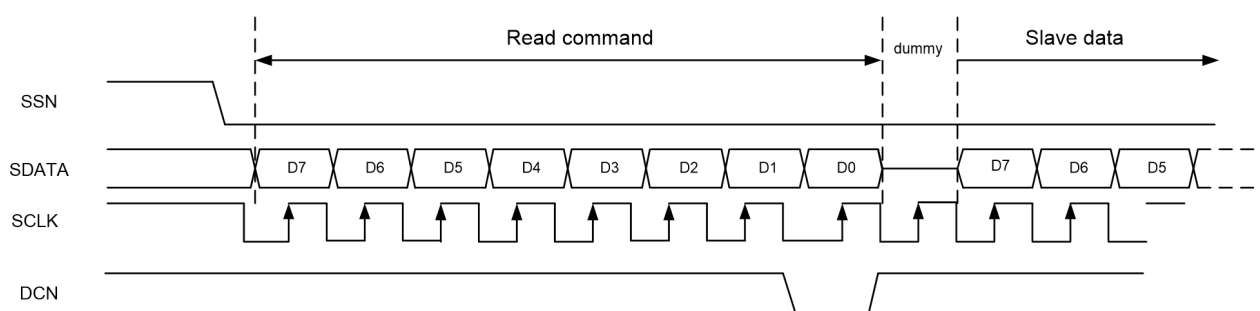 Read command
dummy
Slave data
SSN
SDATA
D7 D6 D5 D4 D3 D2 D1 D0 D7 D6 D5
SCLK
DCN